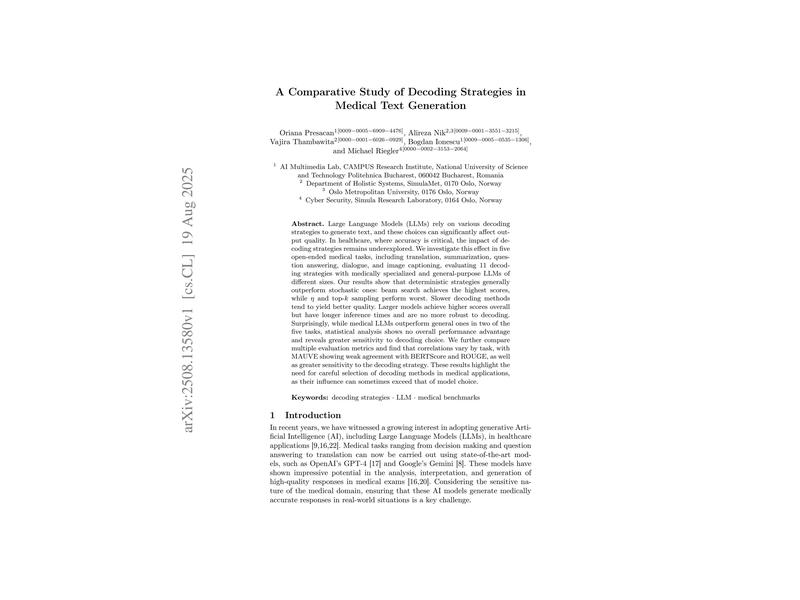 A Comparative Study of Decoding Strategies in
Medical Text Generation
Oriana Presacan1[0009−0005−6909−4476], Alireza Nik2,3[0009−0001−3551−3215],
Vajira Thambawita2[0000−0001−6026−0929], Bogdan Ionescu1[0009−0005−0535−1306],
and Michael Riegler4[0000−0002−3153−2064]
1 AI Multimedia Lab, CAMPUS Research Institute, National University of Science
and Technology Politehnica Bucharest, 060042 Bucharest, Romania
2 Department of Holistic Systems, SimulaMet, 0170 Oslo, Norway
3 Oslo Metropolitan University, 0176 Oslo, Norway
4 Cyber Security, Simula Research Laboratory, 0164 Oslo, Norway
Abstract. Large Language Models (LLMs) rely on various decoding
strategies to generate text, and these choices can significantly affect out-
put quality. In healthcare, where accuracy is critical, the impact of de-
coding strategies remains underexplored. We investigate this effect in five
open-ended medical tasks, including translation, summarization, ques-
tion answering, dialogue, and image captioning, evaluating 11 decod-
ing strategies with medically specialized and general-purpose LLMs of
different sizes. Our results show that deterministic strategies generally
outperform stochastic ones: beam search achieves the highest scores,
while η and top-k sampling perform worst. Slower decoding methods
tend to yield better quality. Larger models achieve higher scores overall
but have longer inference times and are no more robust to decoding.
Surprisingly, while medical LLMs outperform general ones in two of the
five tasks, statistical analysis shows no overall performance advantage
and reveals greater sensitivity to decoding choice. We further compare
multiple evaluation metrics and find that correlations vary by task, with
MAUVE showing weak agreement with BERTScore and ROUGE, as well
as greater sensitivity to the decoding strategy. These results highlight the
need for careful selection of decoding methods in medical applications,
as their influence can sometimes exceed that of model choice.
Keywords: decoding strategies · LLM · medical benchmarks
1 Introduction
In recent years, we have witnessed a growing interest in adopting generative Arti-
ficial Intelligence (AI), including Large Language Models (LLMs), in healthcare
applications [9,16,22]. Medical tasks ranging from decision making and question
answering to translation can now be carried out using state-of-the-art mod-
els, such as OpenAI's GPT-4 [17] and Google's Gemini [8]. These models have
shown impressive potential in the analysis, interpretation, and generation of
high-quality responses in medical exams [16,20]. Considering the sensitive na-
ture of the medical domain, ensuring that these AI models generate medically
accurate responses in real-world situations is a key challenge.
arXiv:2508.13580v1 [cs.CL] 19 Aug 2025